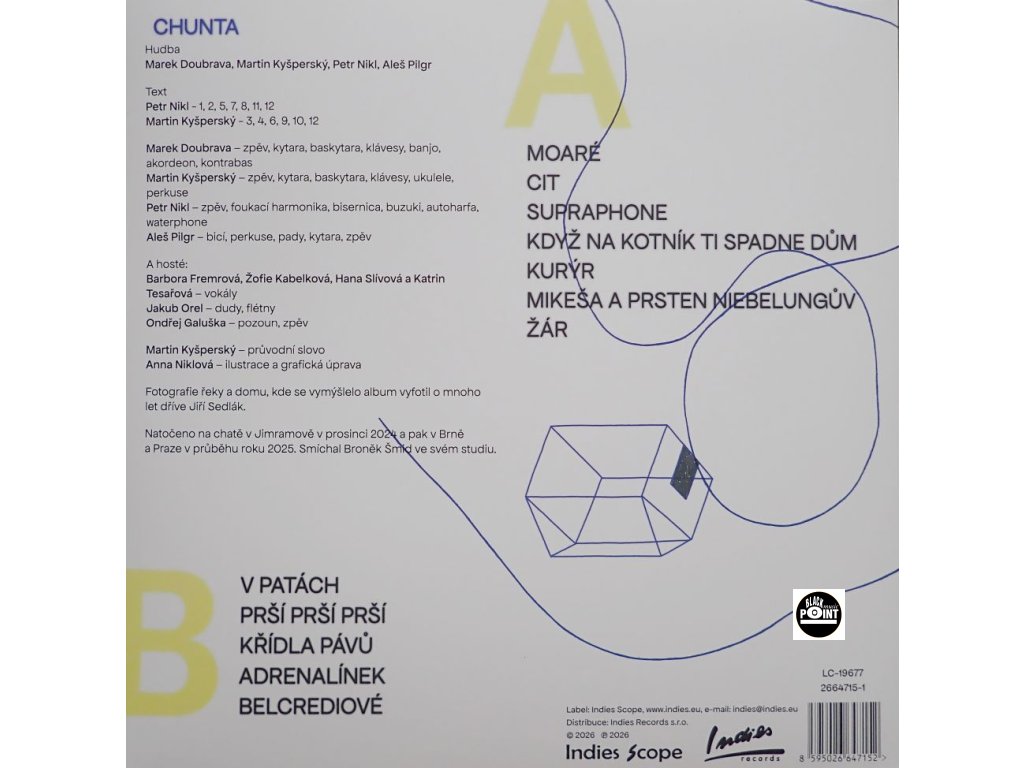 CHUNTA
Hudba
Marek Doubrava, Martin Kyšperský, Petr Nikl, Aleš Pilgr
Text
Petr Nikl - 1, 2, 5, 7, 8, 11, 12
Martin Kyšperský - 3, 4, 6, 9, 10, 12
Marek Doubrava – zpěv, kytara, baskytara, klávesy, banjo,
akordeon, kontrabas
Martin Kyšperský – zpěv, kytara, baskytara, klávesy, ukulele,
perkuse
Petr Nikl – zpěv, foukací harmonika, bisernica, buzuki, autoharfa,
waterphone
Aleš Pilgr – bicí, perkuse, pady, kytara, zpěv
A hosté:
Barbora Fremrová, Žofie Kabelková, Hana Slívová a Katrin
Tesařová – vokály
Jakub Orel – dudy, flétny
Ondřej Galuška – pozoun, zpěv
Martin Kyšperský – průvodní slovo
Anna Niklová – ilustrace a grafická úprava
Fotografie řeky a domu, kde se vymýšlelo album vyfotil o mnoho
let dříve Jiří Sedlák.
Natočeno na chatě v Jimramově v prosinci 2024 a pak v Brně
a Praze v průběhu roku 2025. Smíchal Broněk Šmíd ve svém studiu.
A
MOARÉ
CIT
SUPRAPHONE
KDYŽ NA KOTNÍK TI SPADNE DŮM
KURÝR
MIKEŠA A PRSTEN NIEBELUNGŮV
ŽÁR
B
V PATÁCH
PRŠÍ PRŠÍ PRŠÍ
KŘÍDLA PÁVŮ
ADRENALÍNEK
BELCREDIOVÉ
BLACK
music
POINT
LC-19677
2664715-1
Label: Indies Scope, www.indies.eu, e-mail: indies@indies.eu
Distribuce: Indies Records s.r.o.
© 2026 ℗ 2026
Indies Scope
Indies
records
8 595026 647152 >